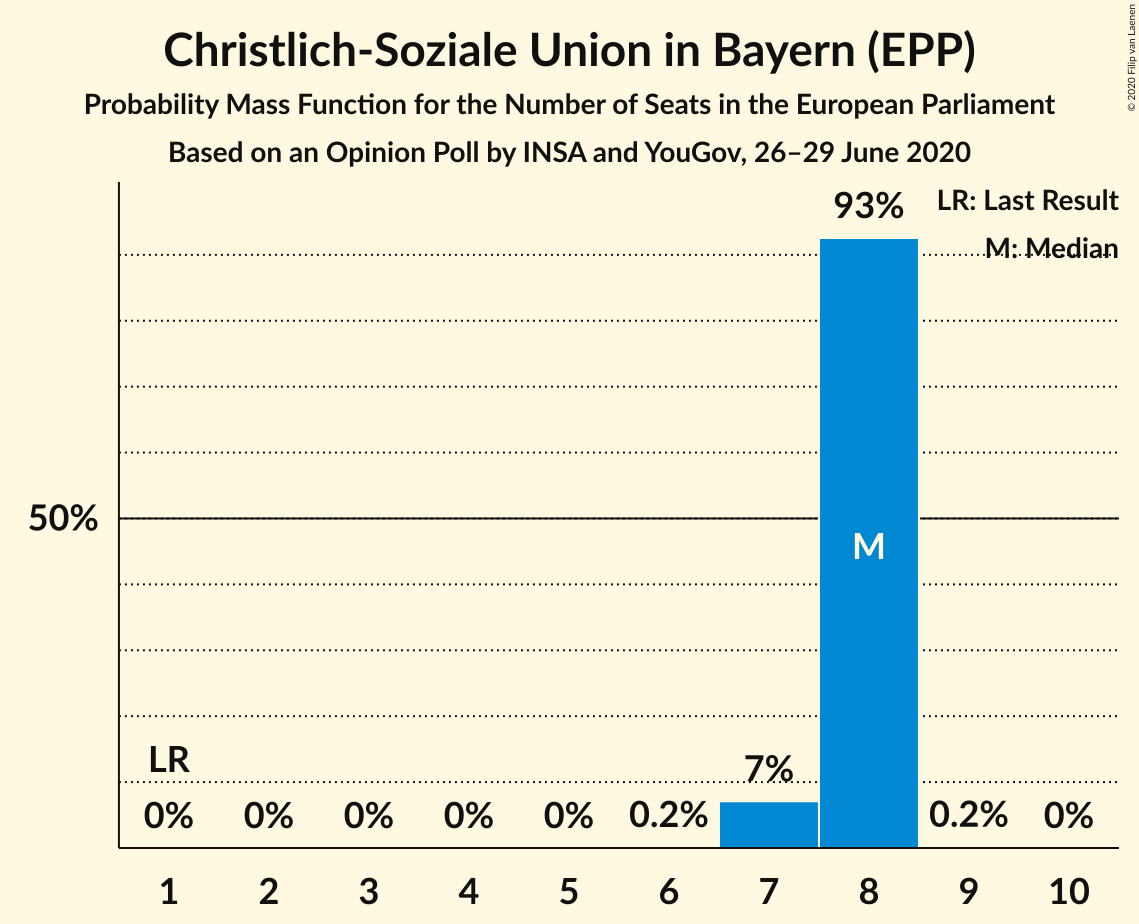 Christlich-Soziale Union in Bayern (EPP)
Probability Mass Function for the Number of Seats in the European Parliament
Based on an Opinion Poll by INSA and YouGov, 26–29 June 2020
© 2020 Filip van Laenen
93%
LR: Last Result
M: Median
50%
M
LR
7%
0% 0% 0% 0% 0% 0.2% 0.2% 0%
1 2 3 4 5 6 7 8 9 10